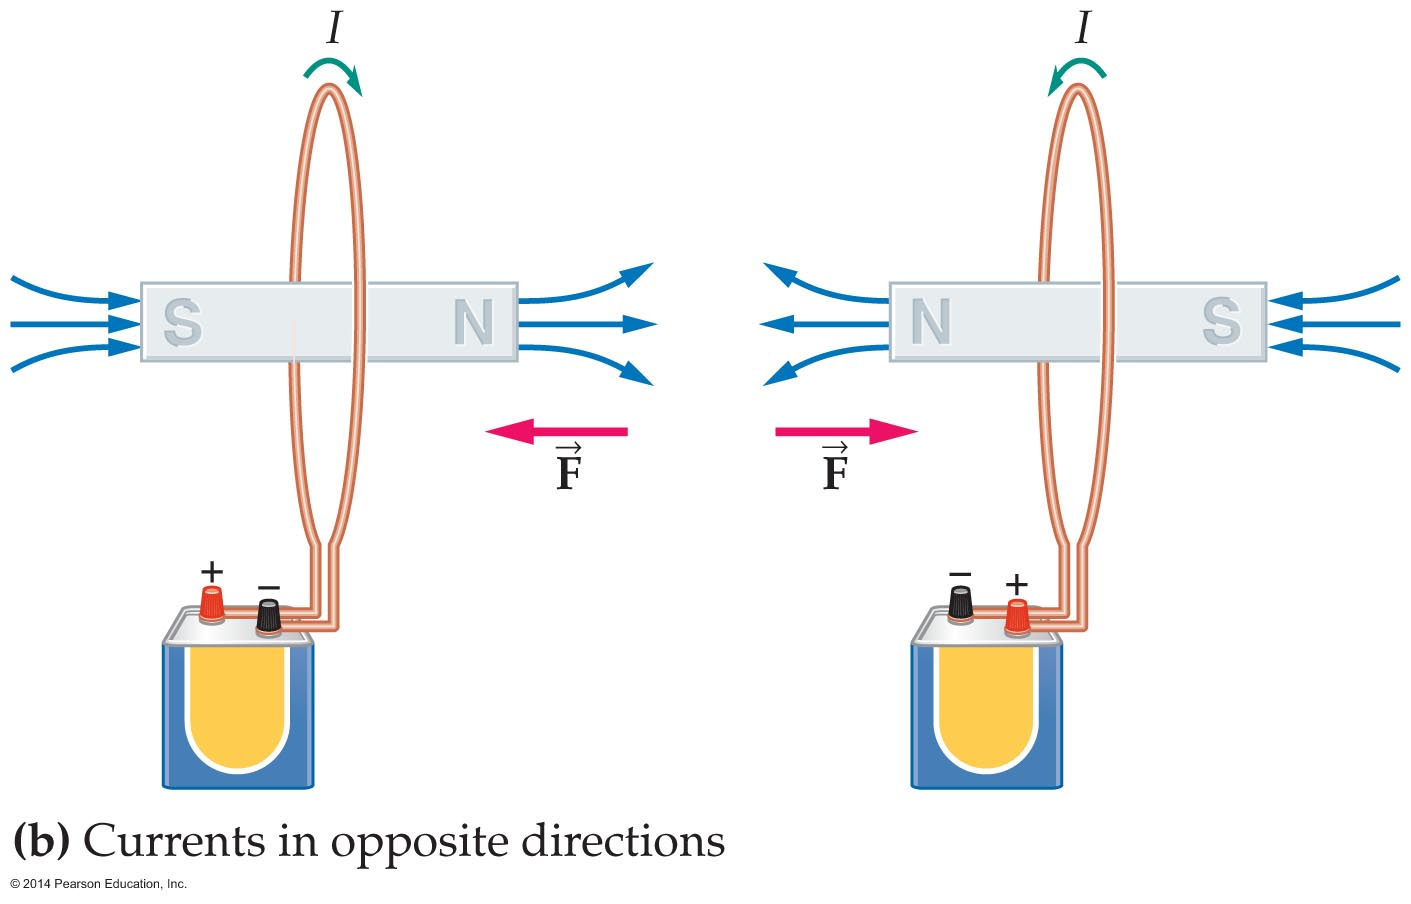 I
I
S
N
N
S
F
F
+
−
−
+
(b) Currents in opposite directions
© 2014 Pearson Education, Inc.